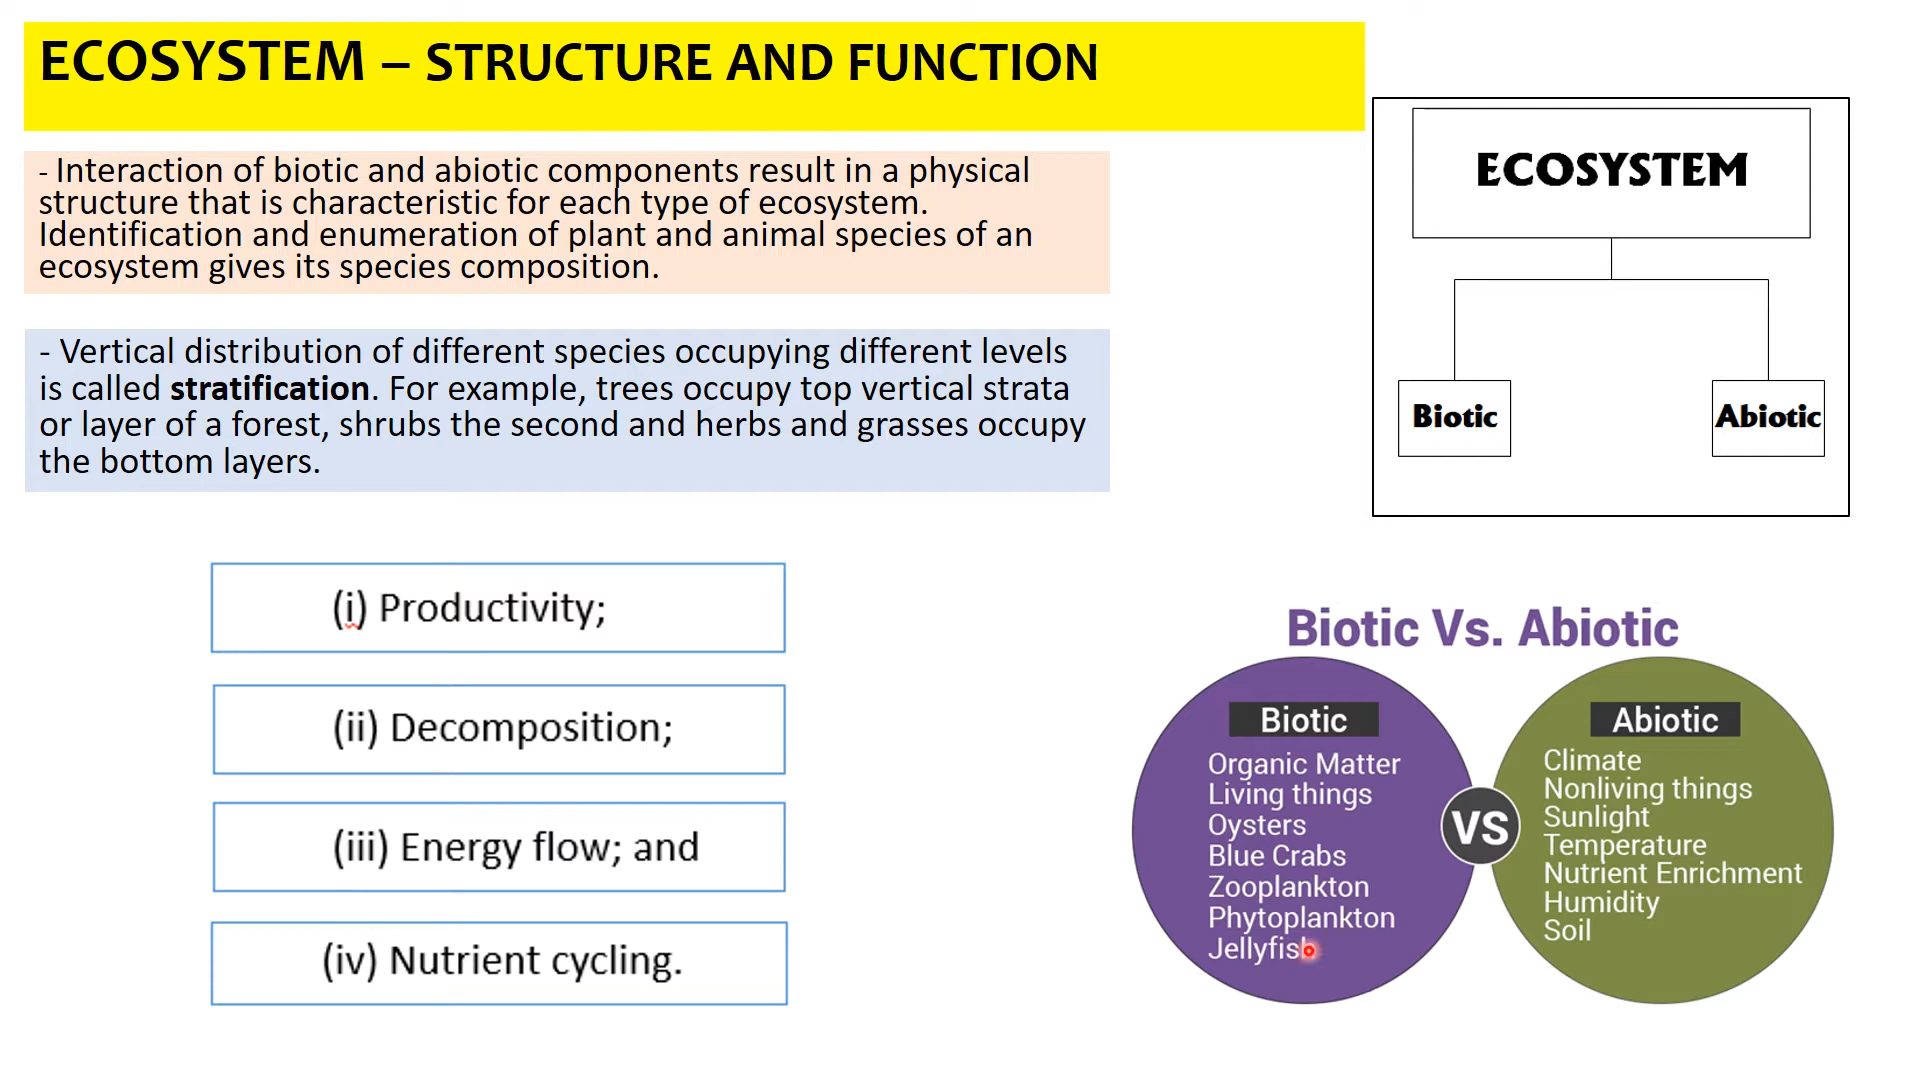 ECOSYSTEM – STRUCTURE AND FUNCTION
- Interaction of biotic and abiotic components result in a physical
structure that is characteristic for each type of ecosystem.
Identification and enumeration of plant and animal species of an
ecosystem gives its species composition.
- Vertical distribution of different species occupying different levels
is called stratification. For example, trees occupy top vertical strata
or layer of a forest, shrubs the second and herbs and grasses occupy
the bottom layers.
(i) Productivity;
(ii) Decomposition;
(iii) Energy flow; and
(iv) Nutrient cycling.
ECOSYSTEM
Biotic
Abiotic
Biotic Vs. Abiotic
Biotic
Organic Matter
Living things
Oysters
Blue Crabs
Zooplankton
Phytoplankton
Jellyfish
VS
Abiotic
Climate
Nonliving things
Sunlight
Temperature
Nutrient Enrichment
Humidity
Soil